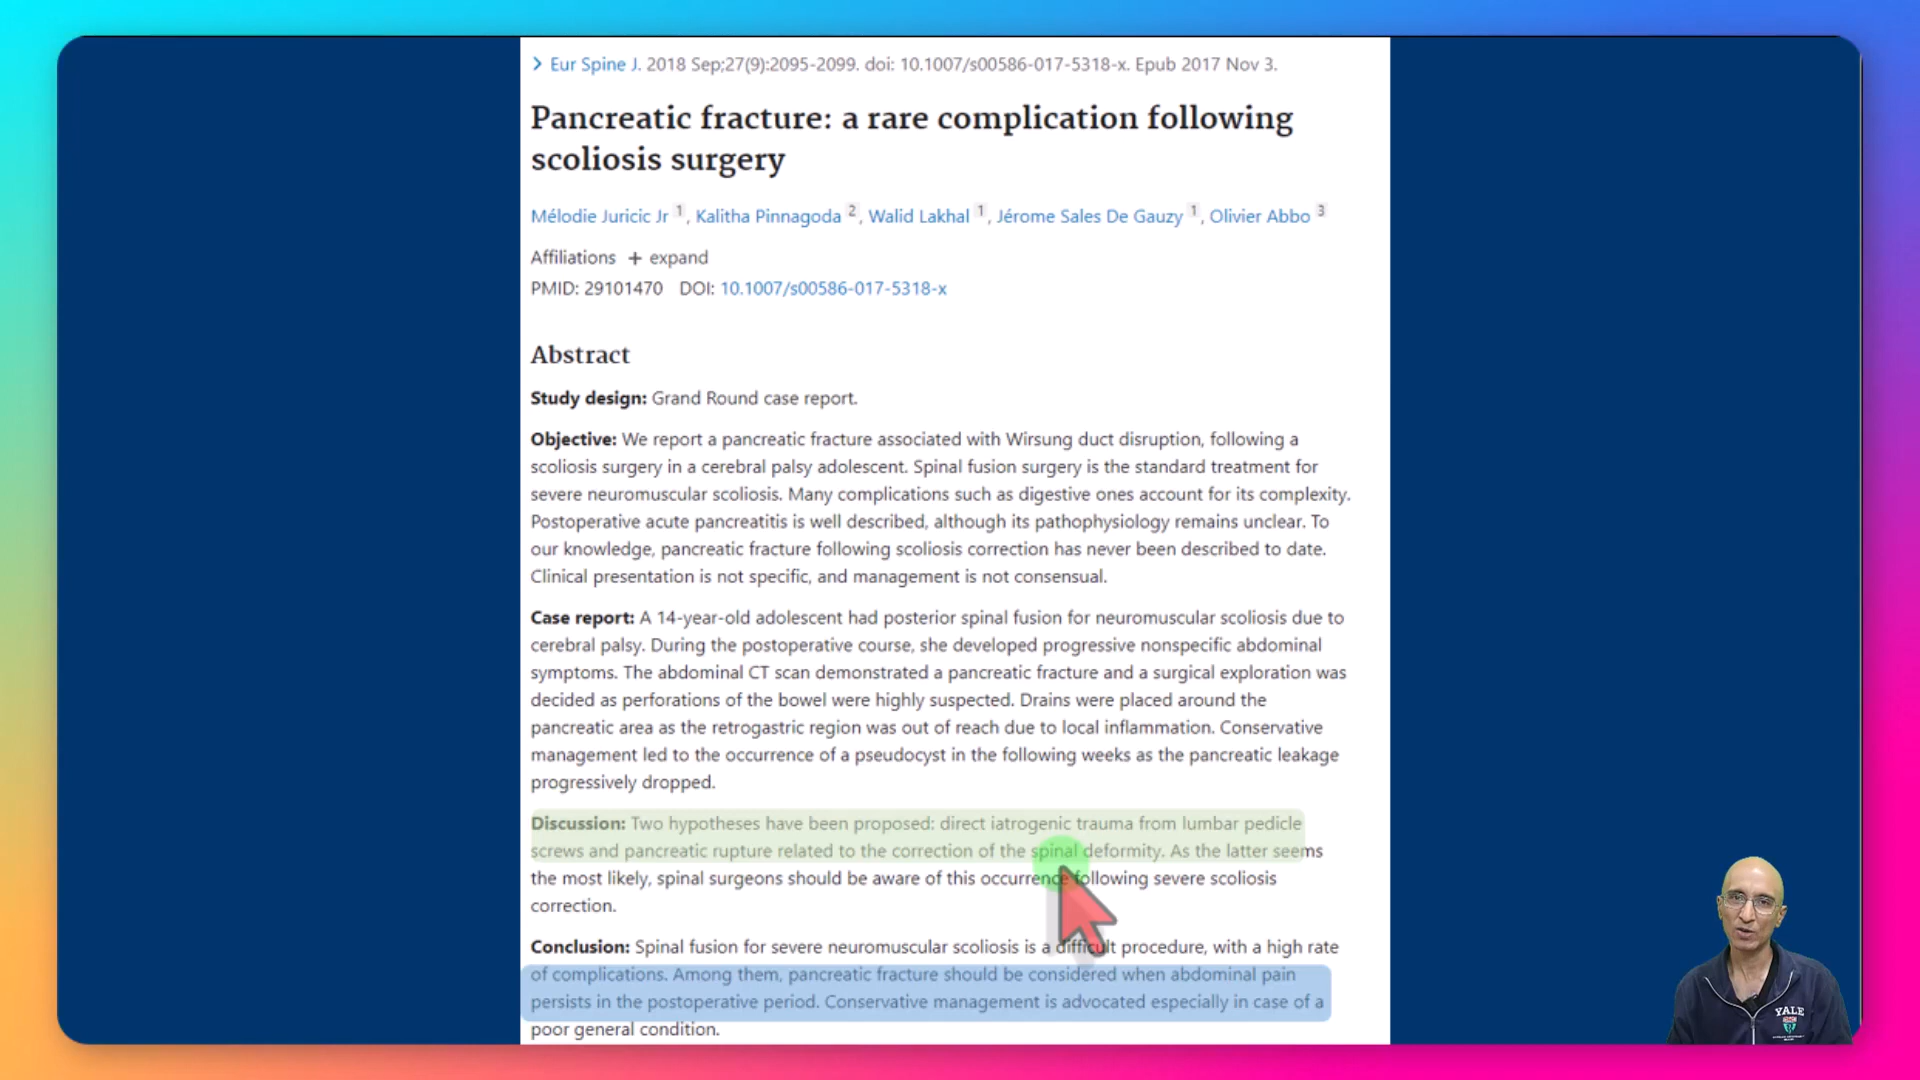 Eur Spine J. 2018 Sep;27(9):2095-2099. doi: 10.1007/s00586-017-5318-x. Epub 2017 Nov 3.
Pancreatic fracture: a rare complication following
scoliosis surgery
Mélodie Juricic Jr 1, Kalitha Pinnagoda 2, Walid Lakhal 1, Jérome Sales De Gauzy 1, Olivier Abbo 3
Affiliations + expand
PMID: 29101470 DOI: 10.1007/s00586-017-5318-x
Abstract
Study design: Grand Round case report.
Objective: We report a pancreatic fracture associated with Wirsung duct disruption, following a
scoliosis surgery in a cerebral palsy adolescent. Spinal fusion surgery is the standard treatment for
severe neuromuscular scoliosis. Many complications such as digestive ones account for its complexity.
Postoperative acute pancreatitis is well described, although its pathophysiology remains unclear. To
our knowledge, pancreatic fracture following scoliosis correction has never been described to date.
Clinical presentation is not specific, and management is not consensual.
Case report: A 14-year-old adolescent had posterior spinal fusion for neuromuscular scoliosis due to
cerebral palsy. During the postoperative course, she developed progressive nonspecific abdominal
symptoms. The abdominal CT scan demonstrated a pancreatic fracture and a surgical exploration was
decided as perforations of the bowel were highly suspected. Drains were placed around the
pancreatic area as the retrogastric region was out of reach due to local inflammation. Conservative
management led to the occurrence of a pseudocyst in the following weeks as the pancreatic leakage
progressively dropped.
Discussion: Two hypotheses have been proposed: direct iatrogenic trauma from lumbar pedicle
screws and pancreatic rupture related to the correction of the spinal deformity. As the latter seems
the most likely, spinal surgeons should be aware of this occurrence following severe scoliosis
correction.
Conclusion: Spinal fusion for severe neuromuscular scoliosis is a difficult procedure, with a high rate
of complications. Among them, pancreatic fracture should be considered when abdominal pain
persists in the postoperative period. Conservative management is advocated especially in case of a
poor general condition.
YALE